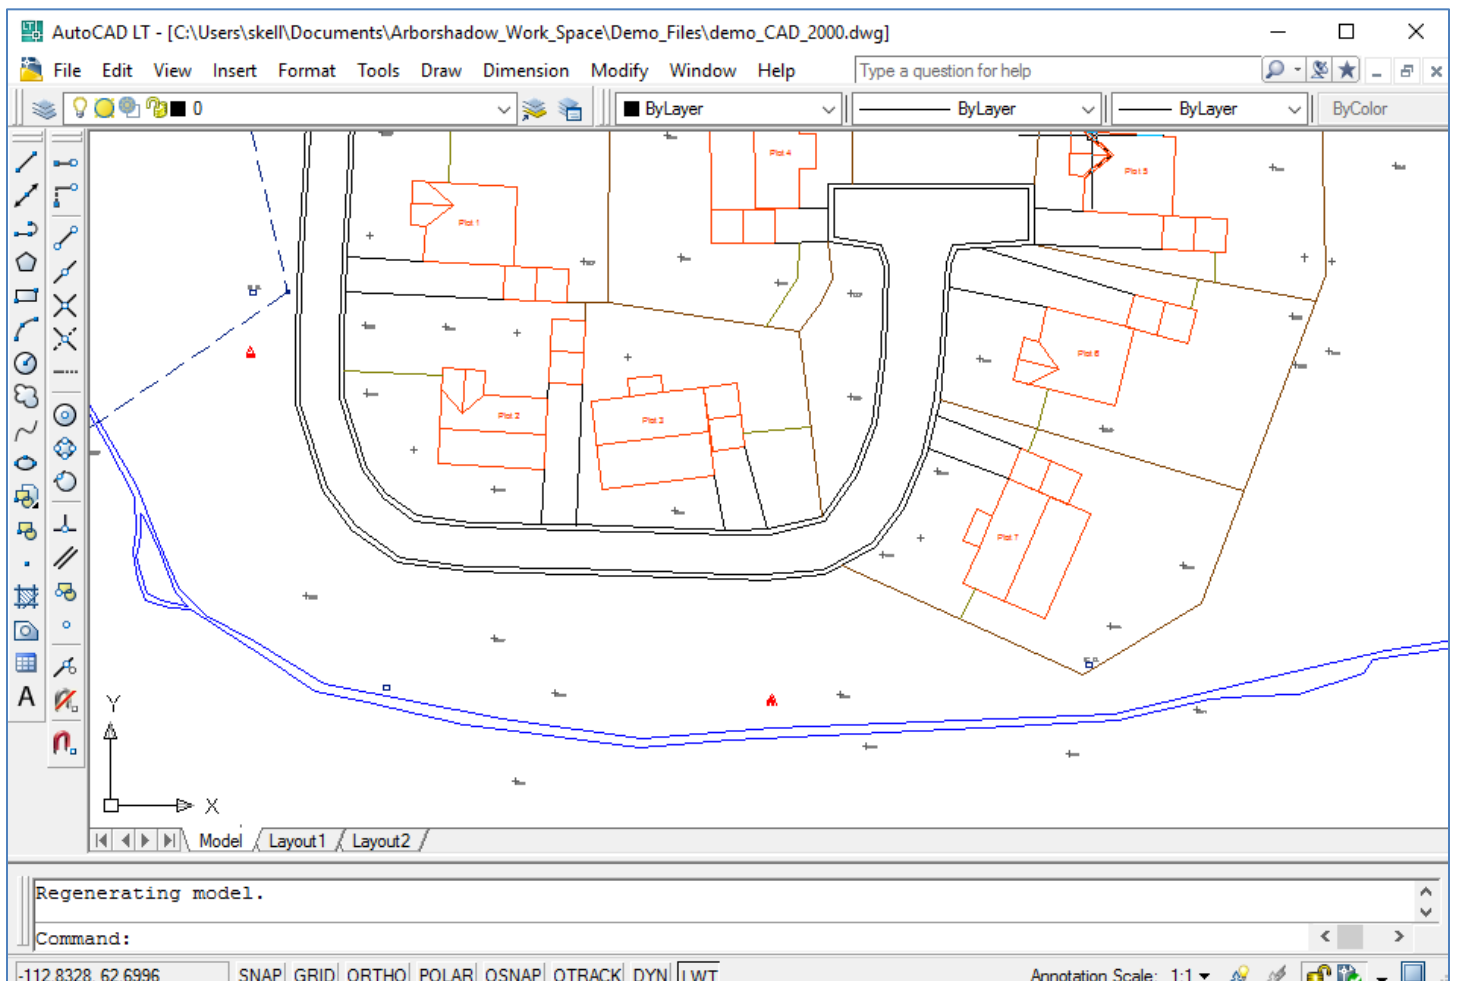 AutoCAD LT - [C:\Users\skell\Documents\Arborshadow_Work_Space\Demo_Files\demo_CAD_2000.dwg]
File Edit View Insert Format Tools Draw Dimension Modify Window Help Type a question for help
0 ByLayer ByLayer ByLayer ByColor
Plot 4
Plot 5
Plot 1
Plot 6
Plot 2
Plot 3
Plot 7
A
Y
X
Model Layout1 Layout2
Regenerating model.
Command:
-112.8328, 62.6996 SNAP GRID ORTHO POLAR OSNAP OTRACK DYN LWT Annotation Scale: 1:1